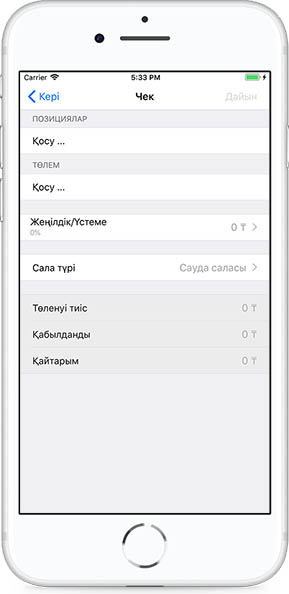 Carrier 5:33 PM
Кері Чек Дайын
ПОЗИЦИЯЛАР
Қосу ...
ТӨЛЕМ
Қосу ...
Жеңілдік/Үстеме 0 ₸
0%
Сала түрі Сауда саласы
Төленуі тиіс 0 ₸
Қабылданды 0 ₸
Қайтарым 0 ₸